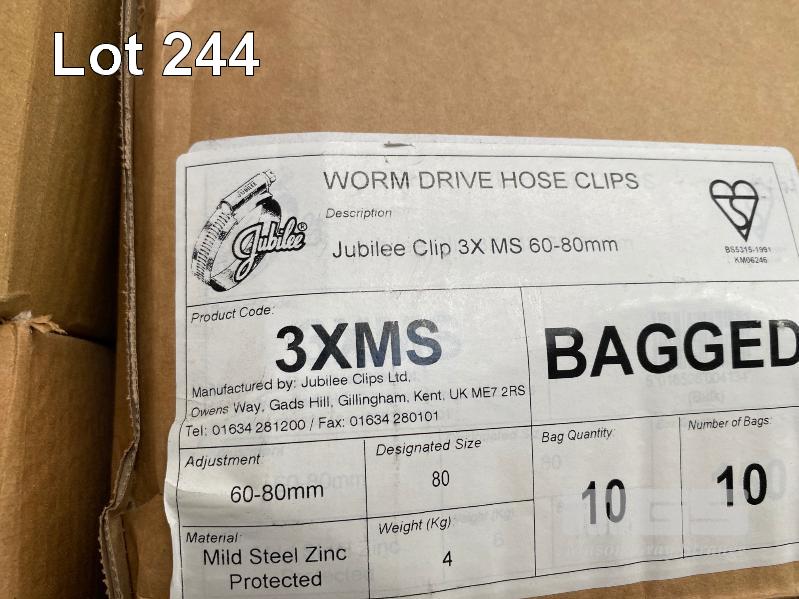 Lot 244
WORM DRIVE HOSE CLIPS
Description
Jubilee Clip 3X MS 60-80mm
JUBILEE
Jubilee®
BS5315-1991
KM06246
Product Code:
3XMS
BAGGED
Manufactured by: Jubilee Clips Ltd,
Owens Way, Gads Hill, Gillingham, Kent, UK ME7 2RS
Tel: 01634 281200 / Fax: 01634 280101
Adjustment:
60-80mm
Designated Size
80
Bag Quantity:
10
Number of Bags:
10
Material:
Mild Steel Zinc
Protected
Weight (Kg)
4